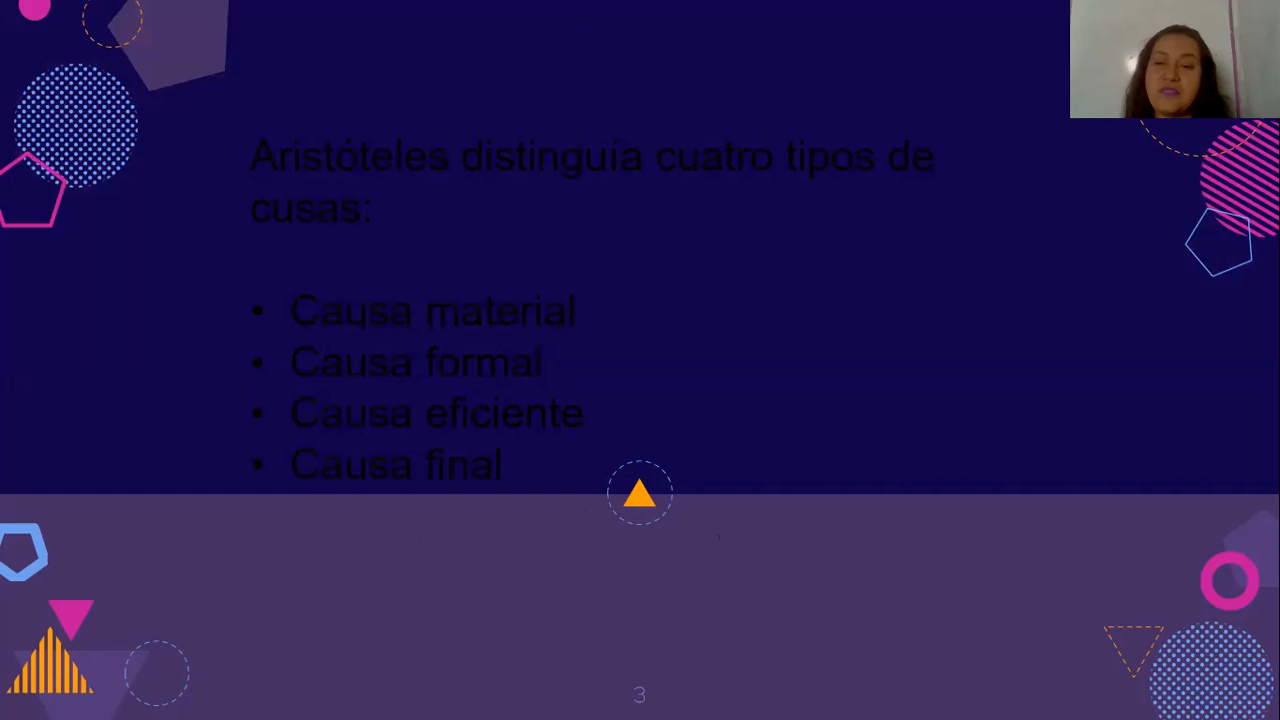 Aristóteles distinguía cuatro tipos de
cusas:
• Causa material
• Causa formal
• Causa eficiente
• Causa final
3